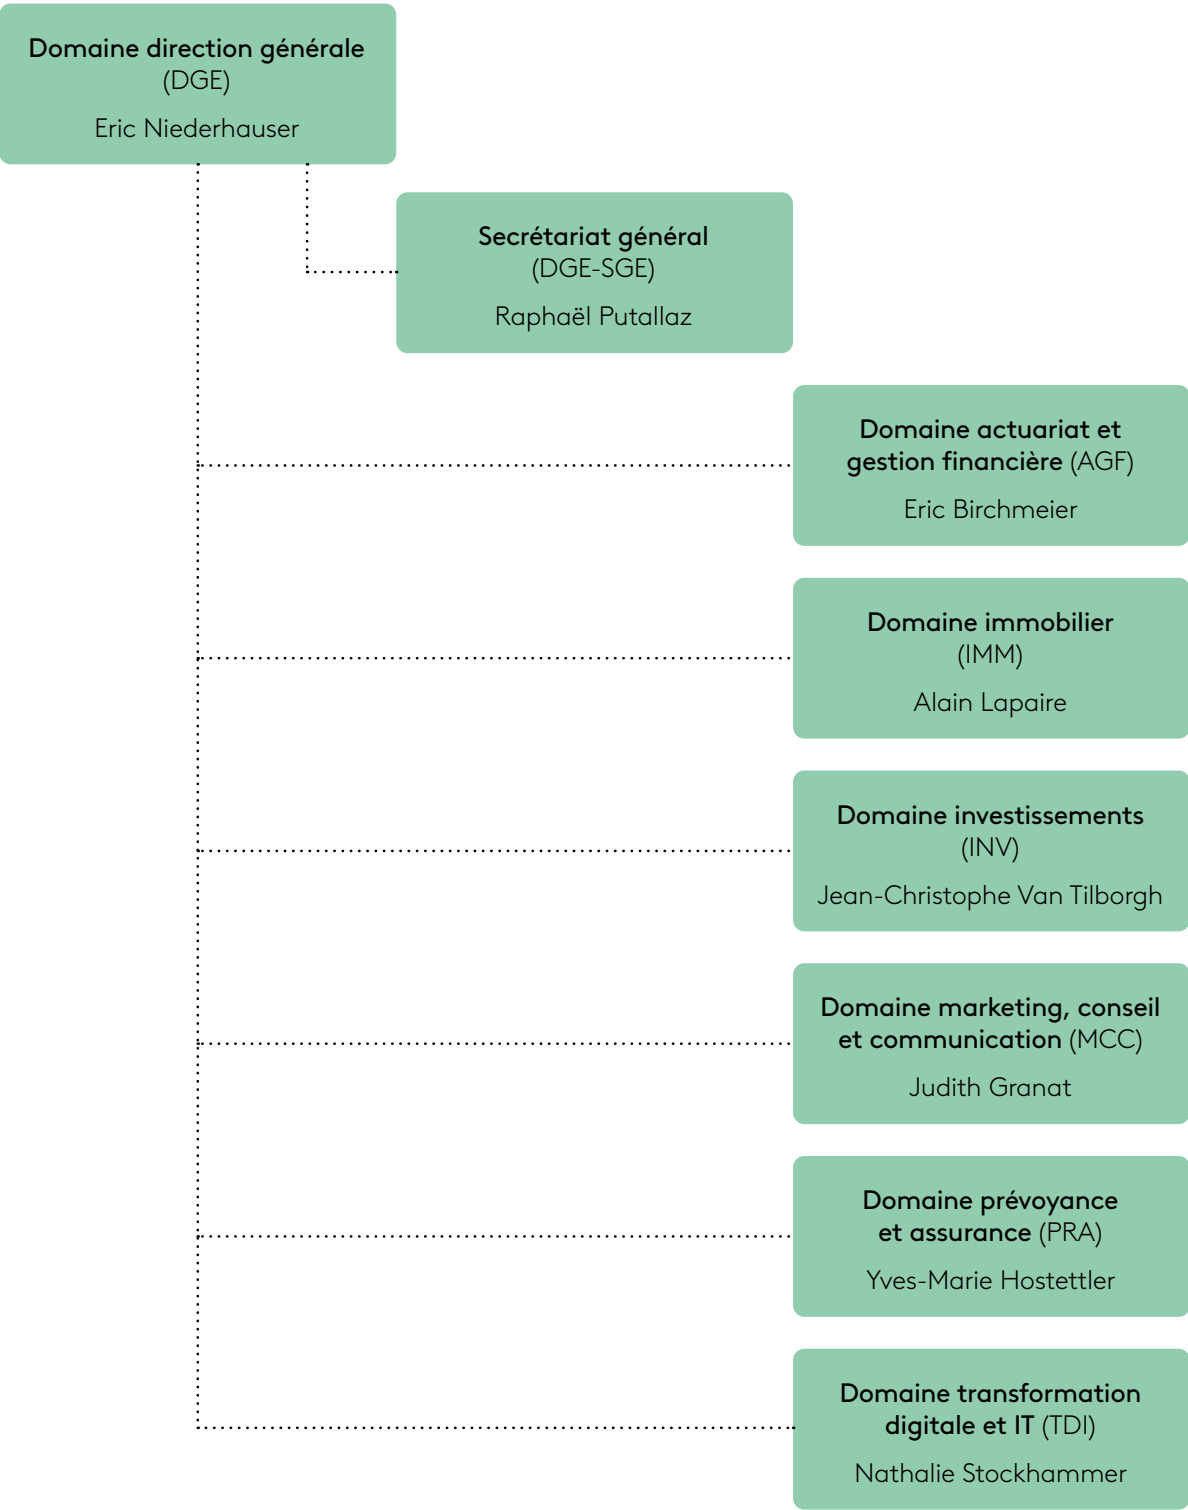 Domaine direction générale
(DGE)
Eric Niederhauser
Secrétariat général
(DGE-SGE)
Raphaël Putallaz
Domaine actuariat et
gestion financière (AGF)
Eric Birchmeier
Domaine immobilier
(IMM)
Alain Lapaire
Domaine investissements
(INV)
Jean-Christophe Van Tilborgh
Domaine marketing, conseil
et communication (MCC)
Judith Granat
Domaine prévoyance
et assurance (PRA)
Yves-Marie Hostettler
Domaine transformation
digitale et IT (TDI)
Nathalie Stockhammer